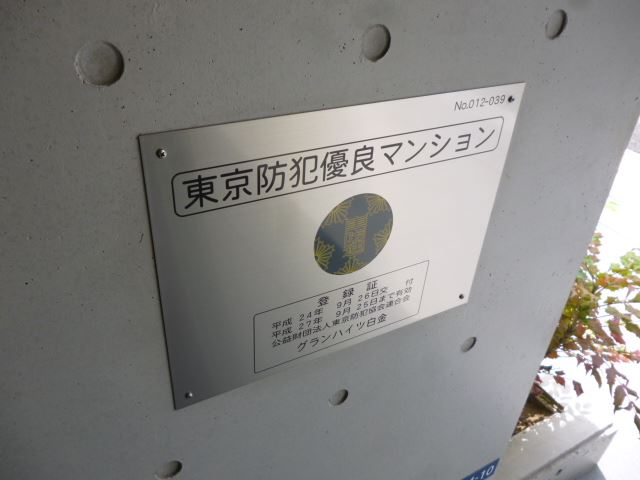 No.012-039
東京防犯優良マンション
登録証
平成24年 9月26日交付
平成27年 9月25日まで有効
公益財団法人東京防犯協会連合会
グランハイツ白金
-10